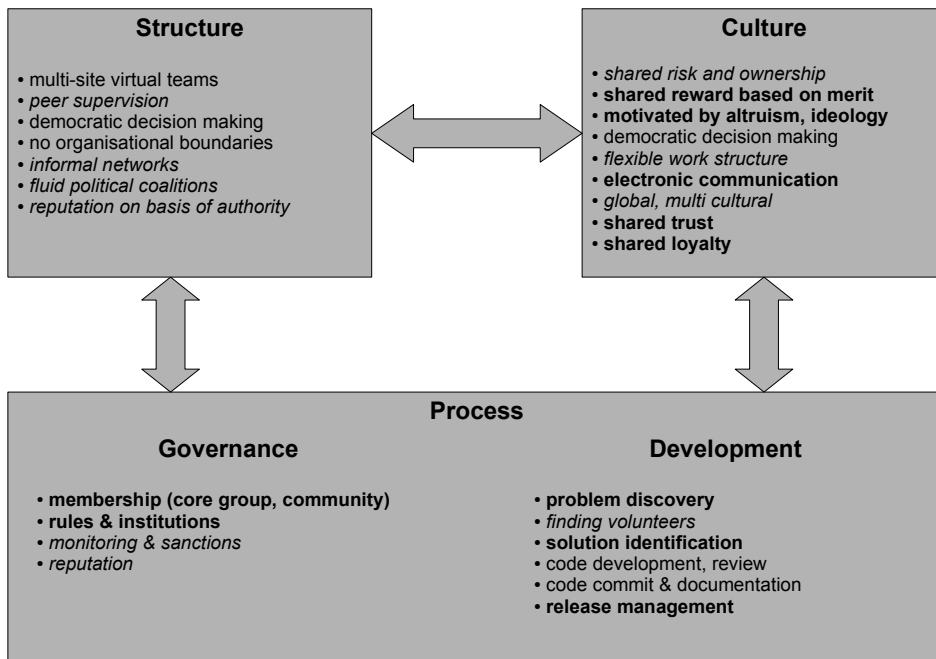 Structure
• multi-site virtual teams
• peer supervision
• democratic decision making
• no organisational boundaries
• informal networks
• fluid political coalitions
• reputation on basis of authority
Culture
• shared risk and ownership
• shared reward based on merit
• motivated by altruism, ideology
• democratic decision making
• flexible work structure
• electronic communication
• global, multi cultural
• shared trust
• shared loyalty
Process
Governance
• membership (core group, community)
• rules & institutions
• monitoring & sanctions
• reputation
Development
• problem discovery
• finding volunteers
• solution identification
• code development, review
• code commit & documentation
• release management